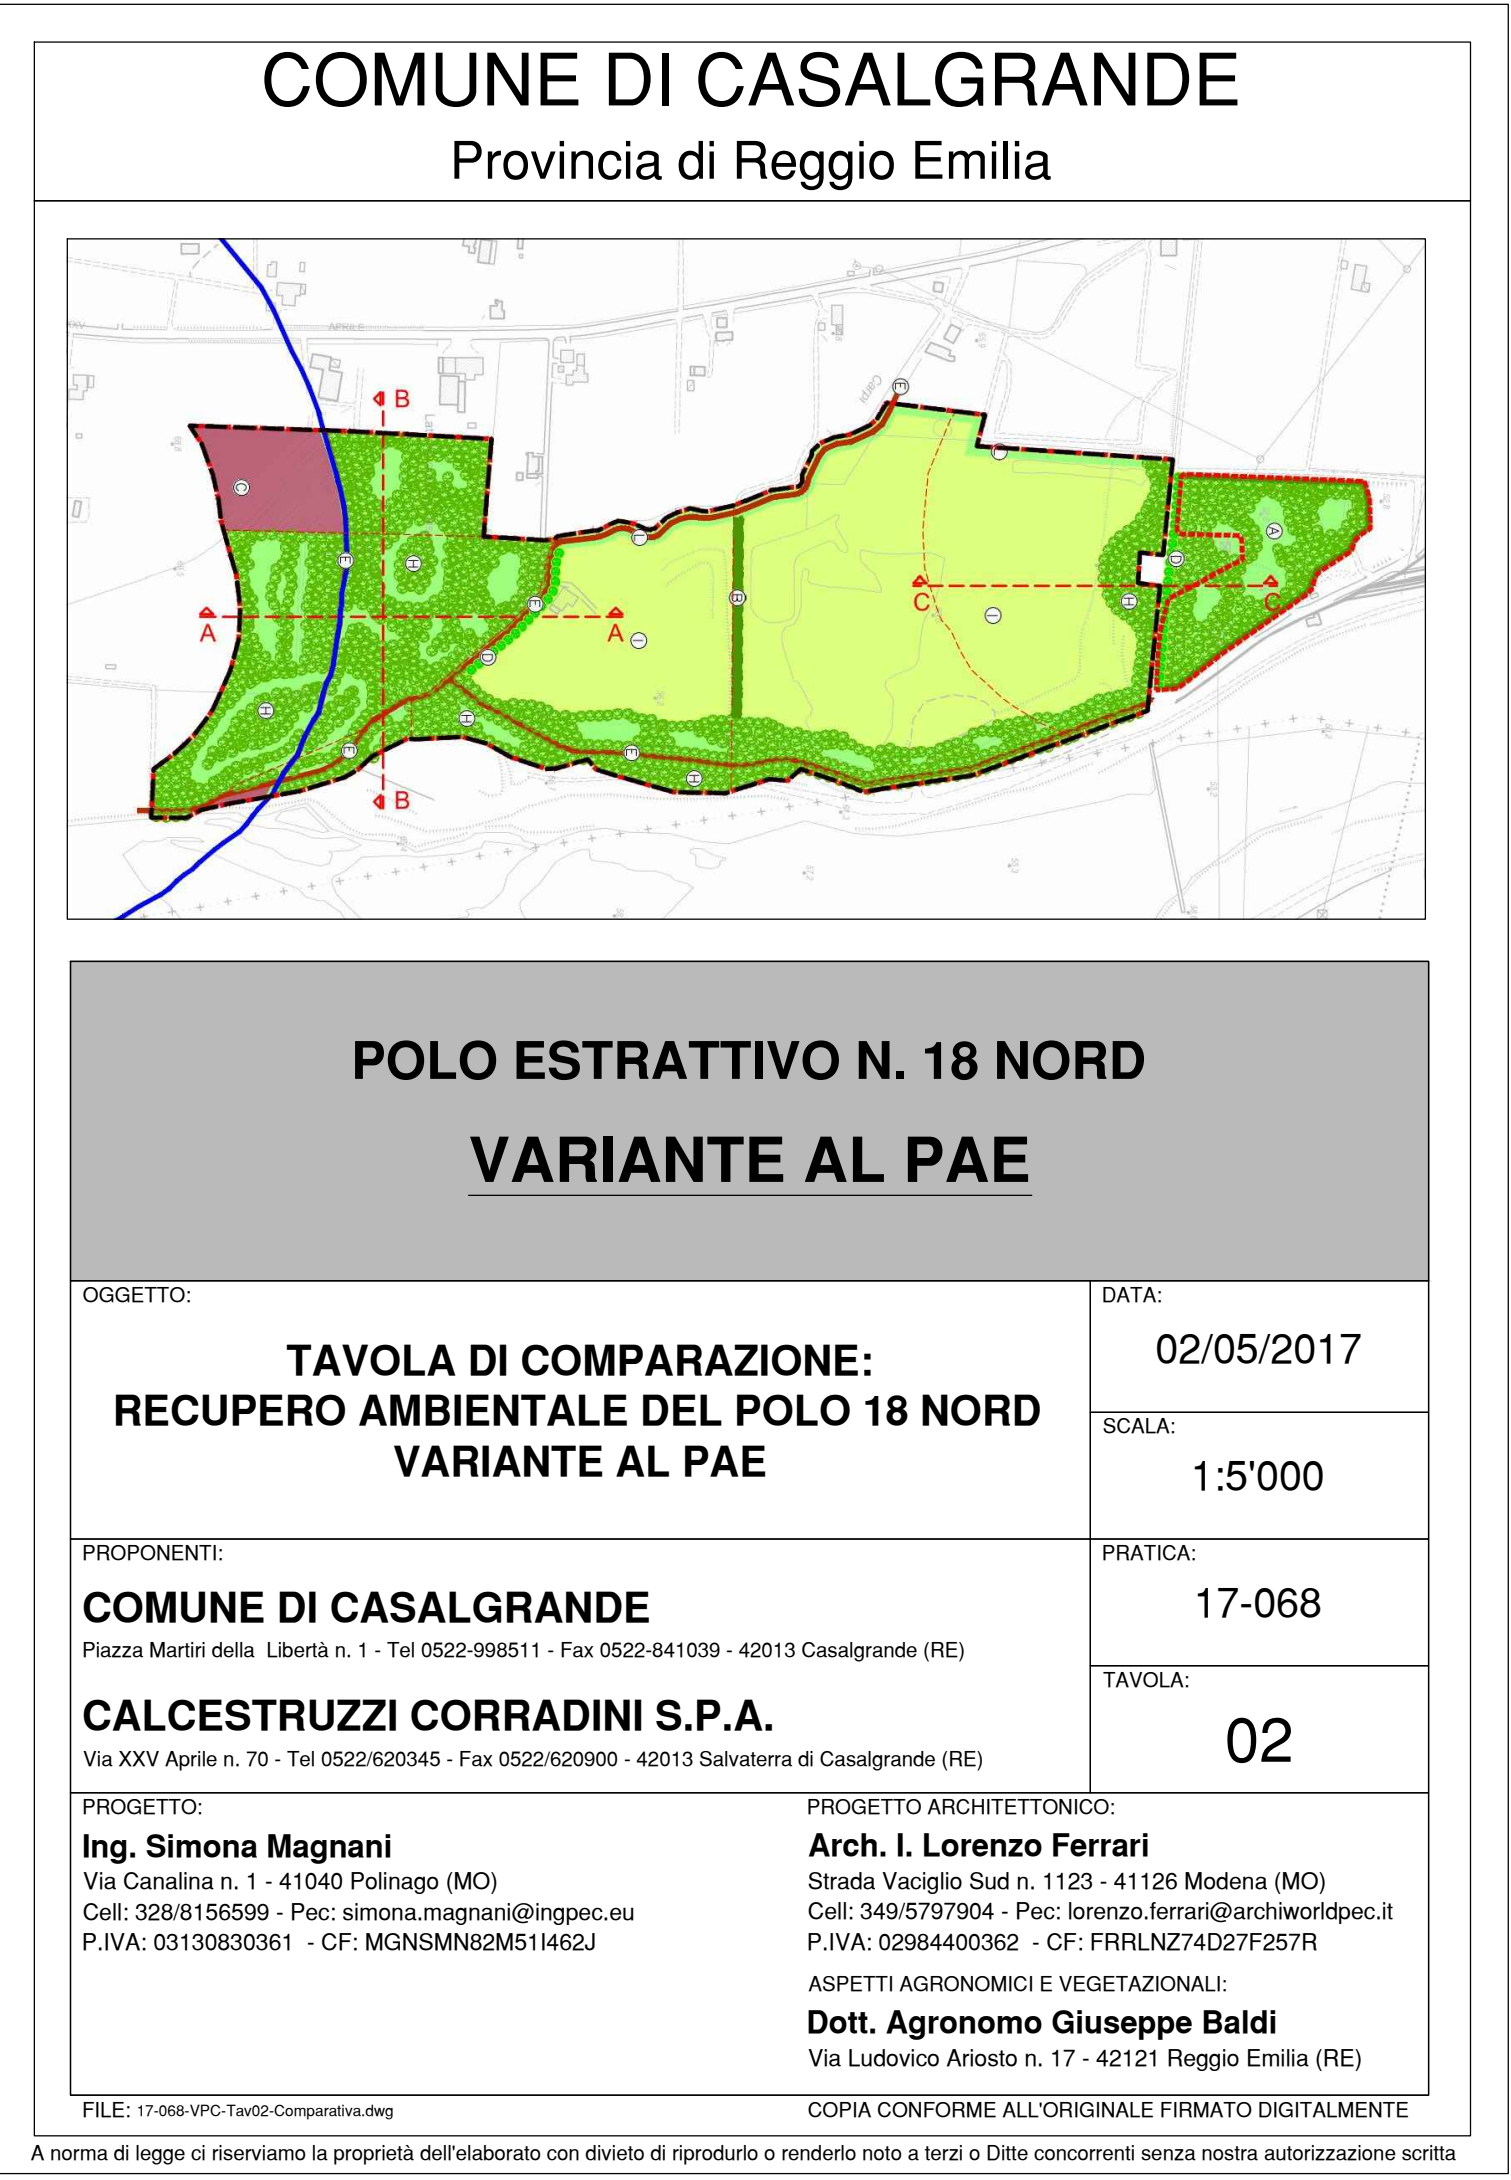 COMUNE DI CASALGRANDE
Provincia di Reggio Emilia
XXV
APRILE
Carpi
E
B
L
C
A
L
D
E
H
B
E
C
C
H
I
A
A
I
D
H
H
E
E
H
B
POLO ESTRATTIVO N. 18 NORD
VARIANTE AL PAE
OGGETTO:
TAVOLA DI COMPARAZIONE:
RECUPERO AMBIENTALE DEL POLO 18 NORD
VARIANTE AL PAE
DATA:
02/05/2017
SCALA:
1:5'000
PROPONENTI:
COMUNE DI CASALGRANDE
Piazza Martiri della Libertà n. 1 - Tel 0522-998511 - Fax 0522-841039 - 42013 Casalgrande (RE)
CALCESTRUZZI CORRADINI S.P.A.
Via XXV Aprile n. 70 - Tel 0522/620345 - Fax 0522/620900 - 42013 Salvaterra di Casalgrande (RE)
PRATICA:
17-068
TAVOLA:
02
PROGETTO:
Ing. Simona Magnani
Via Canalina n. 1 - 41040 Polinago (MO)
Cell: 328/8156599 - Pec: simona.magnani@ingpec.eu
P.IVA: 03130830361 - CF: MGNSMN82M51I462J
PROGETTO ARCHITETTONICO:
Arch. I. Lorenzo Ferrari
Strada Vaciglio Sud n. 1123 - 41126 Modena (MO)
Cell: 349/5797904 - Pec: lorenzo.ferrari@archiworldpec.it
P.IVA: 02984400362 - CF: FRRLNZ74D27F257R
ASPETTI AGRONOMICI E VEGETAZIONALI:
Dott. Agronomo Giuseppe Baldi
Via Ludovico Ariosto n. 17 - 42121 Reggio Emilia (RE)
FILE: 17-068-VPC-Tav02-Comparativa.dwg
COPIA CONFORME ALL'ORIGINALE FIRMATO DIGITALMENTE
A norma di legge ci riserviamo la proprietà dell'elaborato con divieto di riprodurlo o renderlo noto a terzi o Ditte concorrenti senza nostra autorizzazione scritta